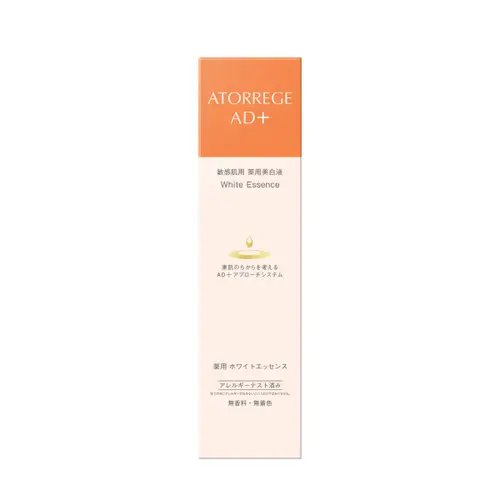 ATORREGE
AD+
敏感肌用 薬用美白液
White Essence
素肌のちからを考える
AD+アプローチシステム
薬用 ホワイトエッセンス
アレルギーテスト済み
無香料・無着色